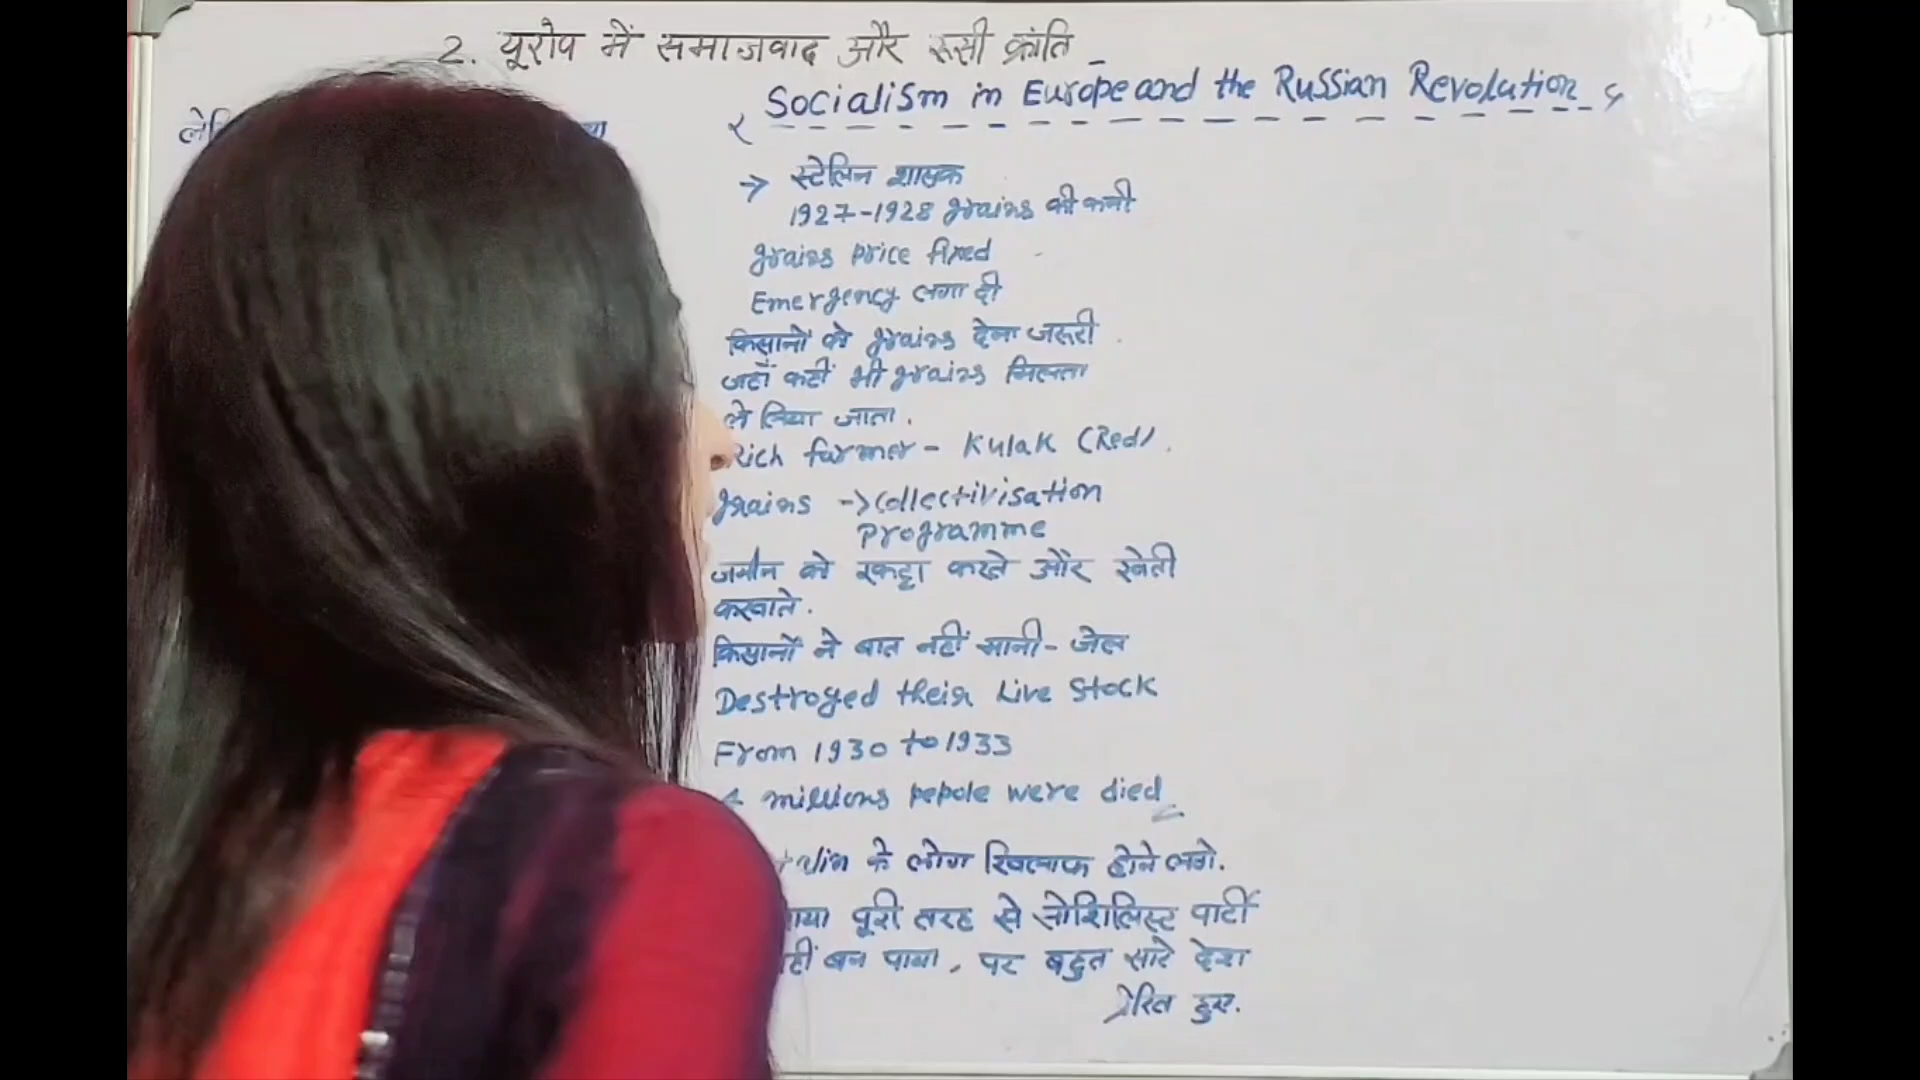 2. यूरोप में समाजवाद और रूसी क्रांति -
Socialism in Europe and the Russian Revolution
→ स्टेलिन शासक
1927-1928 grains की कमी
grains price fixed
Emergency लगा दी
किसानों को grains देना जरूरी
जहाँ कहीं भी grains मिलता
ले लिया जाता.
Rich farmer - Kulak (Red).
grains → collectivisation
Programme
जमीन को इकट्ठा करते और खेती
करवाते.
किसानों ने बात नहीं मानी - जेल
Destroyed their Live Stock
From 1930 to 1933
4 millions pepole were died
के लोग खिलाफ होने लगे.
पूरी तरह से सोशिलिस्ट पार्टी
बन पाया, पर बहुत सारे देश
प्रेरित हुए.